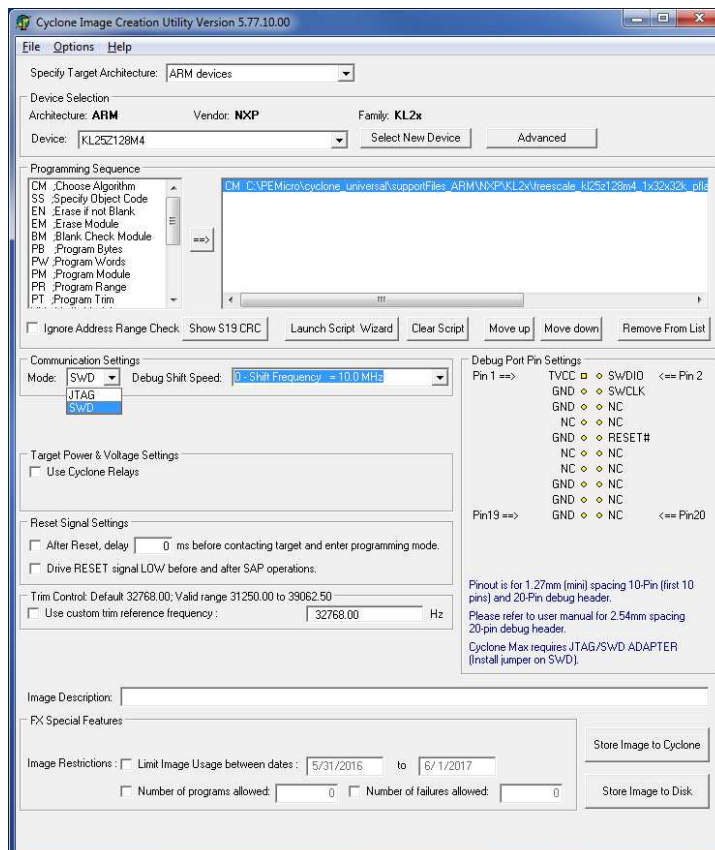 Cyclone Image Creation Utility Version 5.77.10.00
File Options Help
Specify Target Architecture: ARM devices
Device Selection
Architecture: ARM Vendor: NXP Family: KL2x
Device: KL25Z128M4 Select New Device Advanced
Programming Sequence
CM ;Choose Algorithm
SS ;Specify Object Code
EN ;Erase if not Blank
EM ;Erase Module
BM ;Blank Check Module
PB ;Program Bytes
PW ;Program Words
PM ;Program Module
PR ;Program Range
PT ;Program Trim
==>
CM C:\PEMicro\cyclone_universal\supportFiles_ARM\NXP\KL2x\freescale_kl25z128m4_1x32x32k_pfla
Ignore Address Range Check Show S19 CRC Launch Script Wizard Clear Script Move up Move down Remove From List
Communication Settings
Mode: SWD Debug Shift Speed: 0 - Shift Frequency = 10.0 MHz
JTAG
SWD
Target Power & Voltage Settings
Use Cyclone Relays
Reset Signal Settings
After Reset, delay 0 ms before contacting target and enter programming mode.
Drive RESET signal LOW before and after SAP operations.
Trim Control: Default 32768.00; Valid range 31250.00 to 39062.50
Use custom trim reference frequency : 32768.00 Hz
Debug Port Pin Settings
Pin 1 ==> TVCC SWDIO <== Pin 2
GND SWCLK
GND NC
NC NC
GND RESET#
NC NC
NC NC
GND NC
GND NC
Pin19 ==> GND NC <== Pin20
Pinout is for 1.27mm (mini) spacing 10-Pin (first 10
pins) and 20-Pin debug header.
Please refer to user manual for 2.54mm spacing
20-pin debug header.
Cyclone Max requires JTAG/SWD ADAPTER
(Install jumper on SWD).
Image Description:
FX Special Features
Image Restrictions : Limit Image Usage between dates : 5/31/2016 to 6/ 1/2017
Number of programs allowed: 0 Number of failures allowed: 0
Store Image to Cyclone
Store Image to Disk